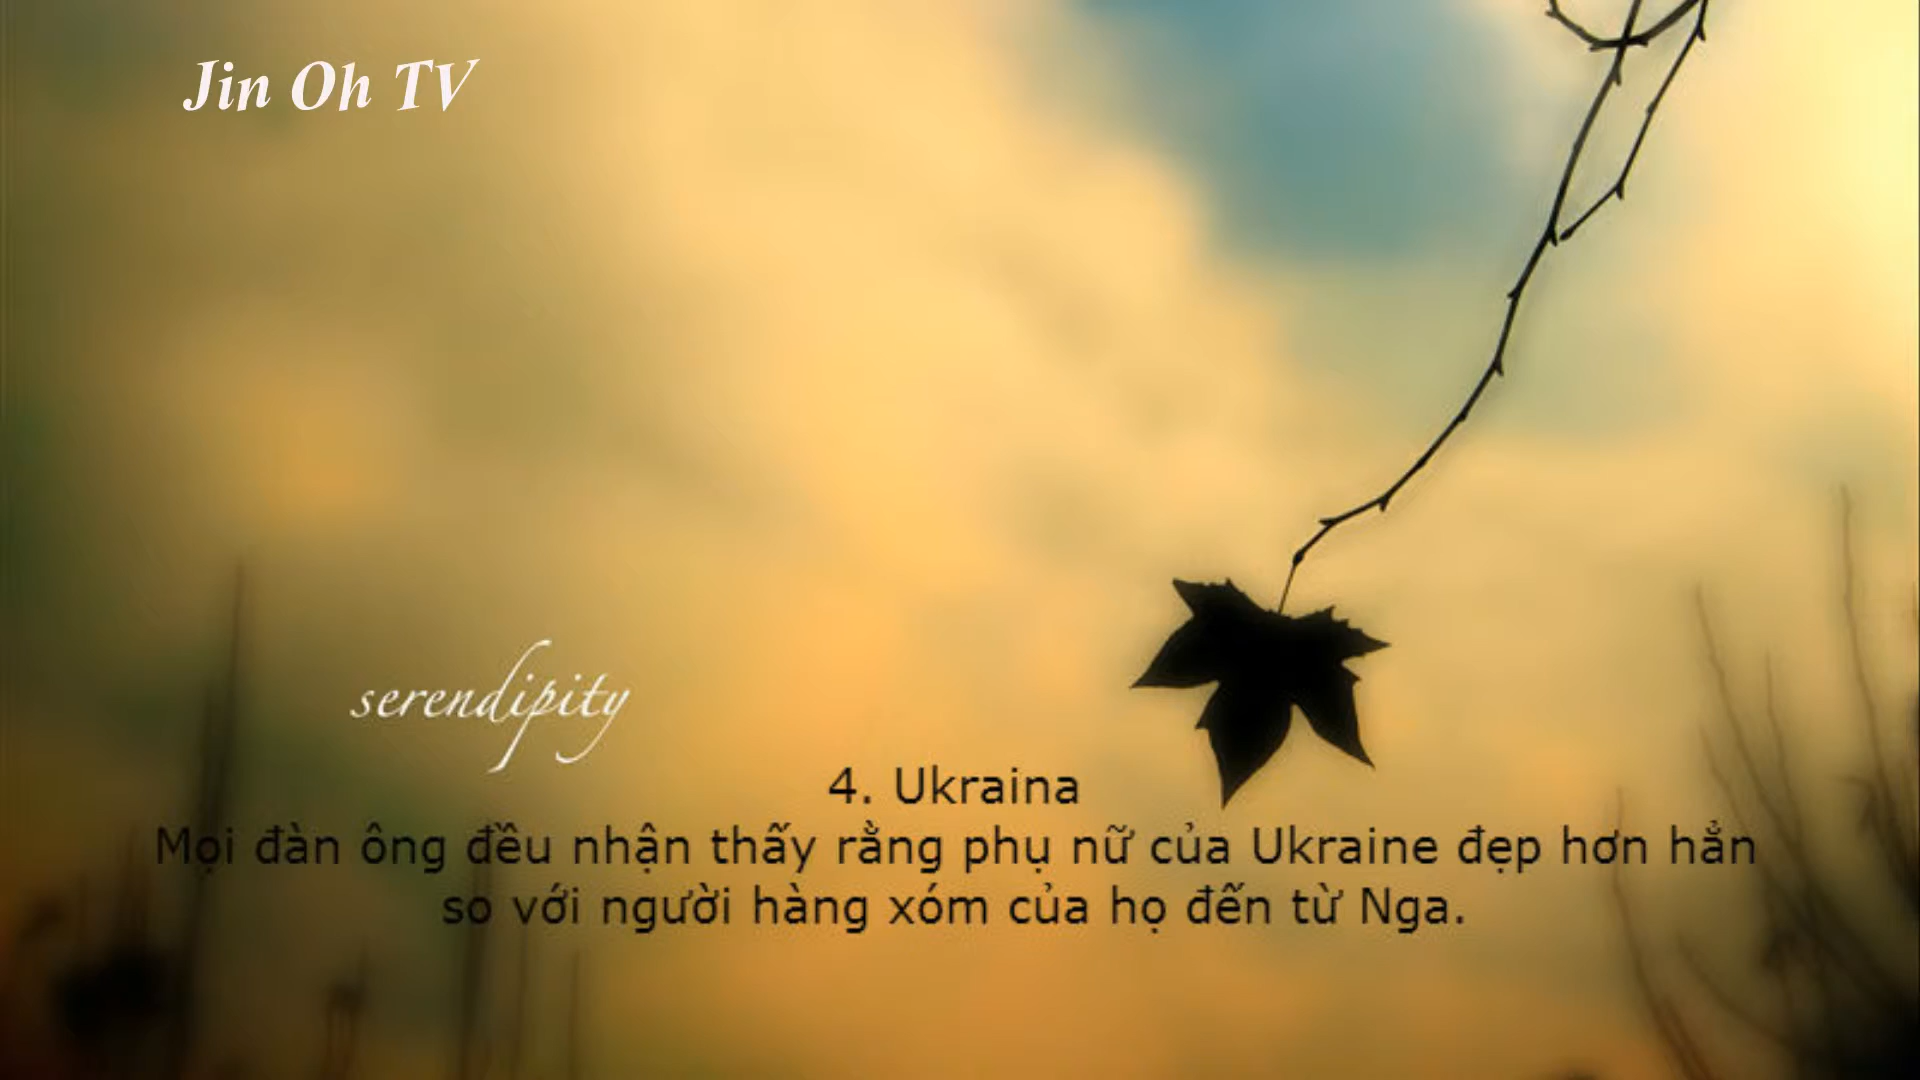 Jin Oh TV
serendipity
4. Ukraina
Mọi đàn ông đều nhận thấy rằng phụ nữ của Ukraine đẹp hơn hẳn
so với người hàng xóm của họ đến từ Nga.